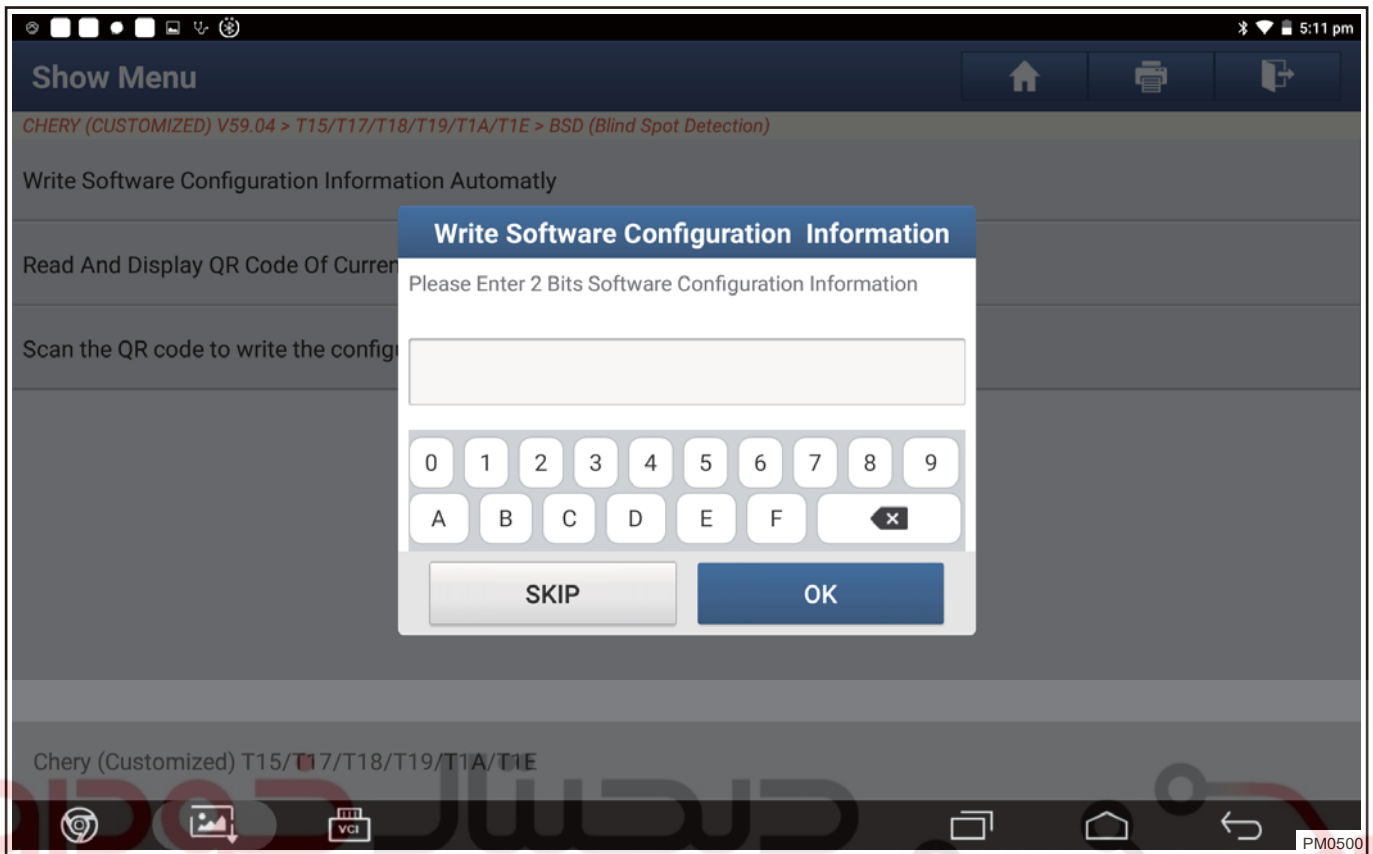 5:11 pm
Show Menu
CHERY (CUSTOMIZED) V59.04 > T15/T17/T18/T19/T1A/T1E > BSD (Blind Spot Detection)
Write Software Configuration Information Automatly
Write Software Configuration Information
Read And Display QR Code Of Curren
Please Enter 2 Bits Software Configuration Information
Scan the QR code to write the config
0 1 2 3 4 5 6 7 8 9
A B C D E F
SKIP OK
Chery (Customized) T15/T17/T18/T19/T1A/T1E
VCI
PM0500